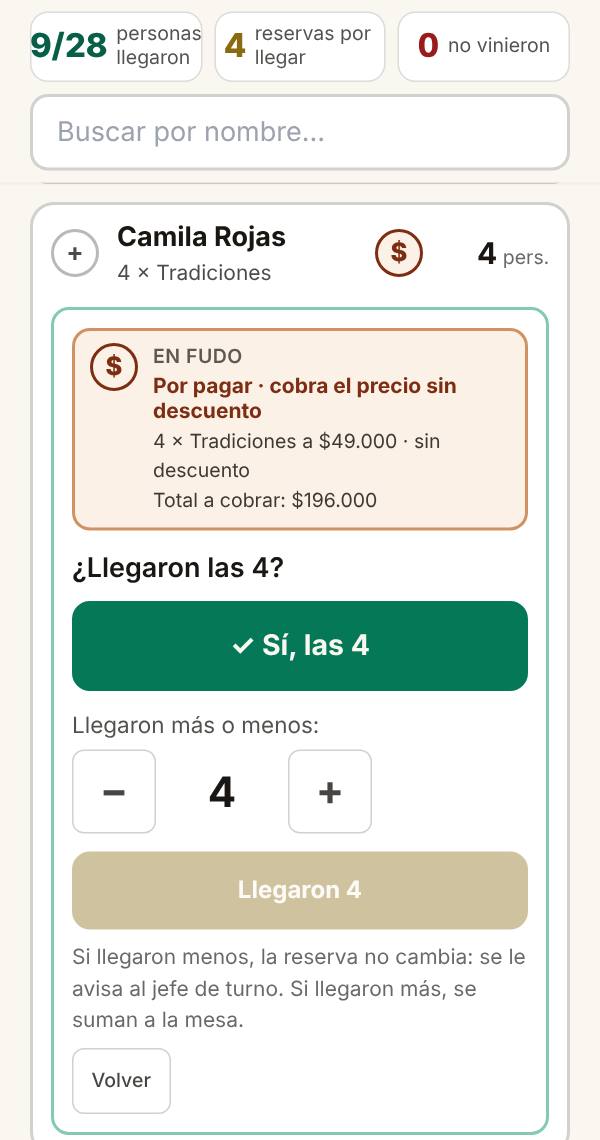 9/28 personas llegaron
4 reservas por llegar
0 no vinieron
Buscar por nombre...
+ Camila Rojas $ 4 pers.
4 × Tradiciones
$ EN FUDO
Por pagar · cobra el precio sin
descuento
4 × Tradiciones a $49.000 · sin
descuento
Total a cobrar: $196.000
¿Llegaron las 4?
✓ Sí, las 4
Llegaron más o menos:
− 4 +
Llegaron 4
Si llegaron menos, la reserva no cambia: se le
avisa al jefe de turno. Si llegaron más, se
suman a la mesa.
Volver